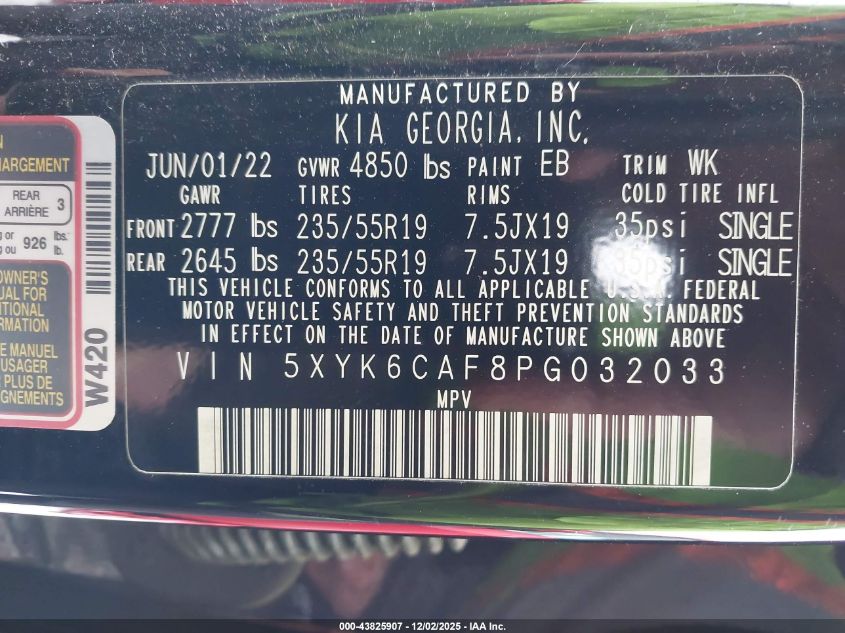 MANUFACTURED BY
KIA GEORGIA, INC.
JUN/01/22 GVWR 4850 lbs PAINT EB TRIM WK
GAWR TIRES RIMS COLD TIRE INFL
FRONT 2777 lbs 235/55R19 7.5JX19 35psi SINGLE
REAR 2645 lbs 235/55R19 7.5JX19 35psi SINGLE
THIS VEHICLE CONFORMS TO ALL APPLICABLE U.S.A. FEDERAL
MOTOR VEHICLE SAFETY AND THEFT PREVENTION STANDARDS
IN EFFECT ON THE DATE OF MANUFACTURE SHOWN ABOVE
VIN 5XYK6CAF8PG032033
MPV
REAR
ARRIÈRE 3
or
ou 926 lbs.
lb.
OWNER'S
FOR
MANUEL
PLUS DE
W420
000-43825907 - 12/02/2025 - IAA Inc.